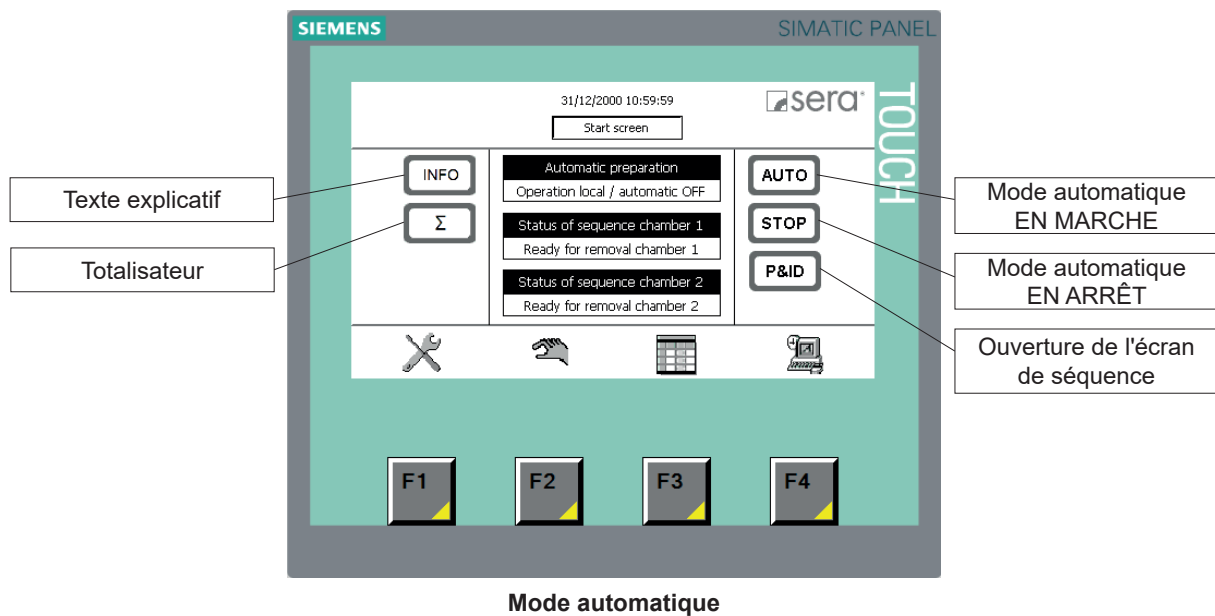 SIEMENS
SIMATIC PANEL
TOUCH
31/12/2000 10:59:59
sera
Start screen
INFO
Σ
Automatic preparation
Operation local / automatic OFF
Status of sequence chamber 1
Ready for removal chamber 1
Status of sequence chamber 2
Ready for removal chamber 2
AUTO
STOP
P&ID
Texte explicatif
Totalisateur
Mode automatique
EN MARCHE
Mode automatique
EN ARRÊT
Ouverture de l'écran
de séquence
F1
F2
F3
F4
Mode automatique